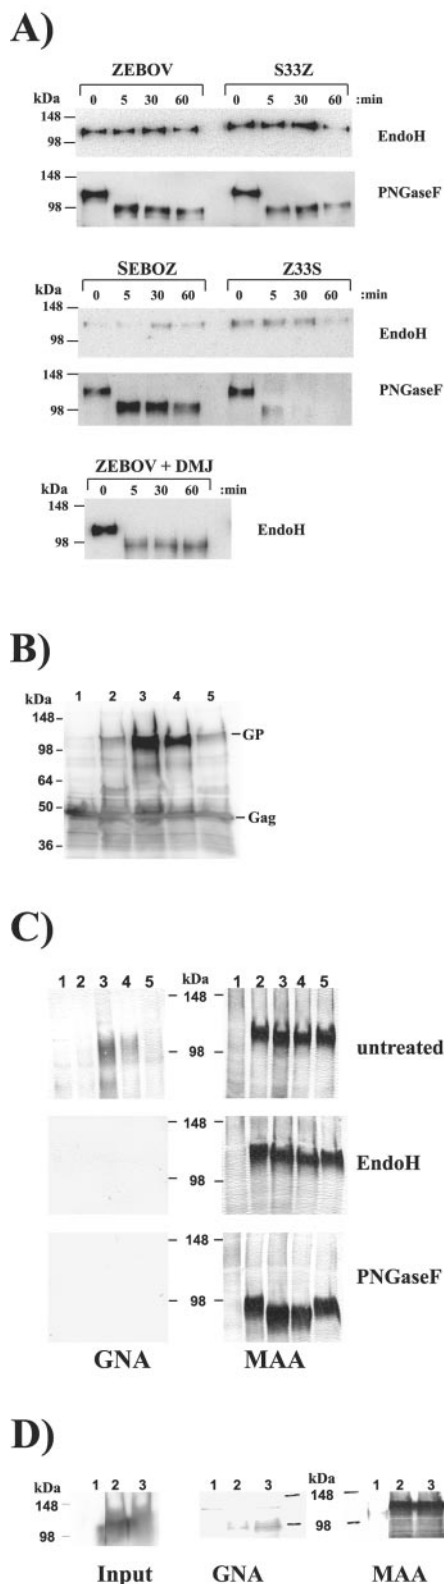 A)
ZEBOV S33Z
kDa 0 5 30 60 0 5 30 60 :min
148
98
EndoH
148
98
PNGaseF
SEBOZ Z33S
kDa 0 5 30 60 0 5 30 60 :min
148
98
EndoH
148
98
PNGaseF
ZEBOV + DMJ
kDa 0 5 30 60 :min
148
98
EndoH
B)
kDa 1 2 3 4 5
148
98
64
50
36
GP
Gag
C)
1 2 3 4 5 kDa 1 2 3 4 5
148
98
untreated
148
98
EndoH
148
98
PNGaseF
GNA MAA
D)
kDa 1 2 3 1 2 3 kDa 1 2 3
148 148
98 98
Input GNA MAA